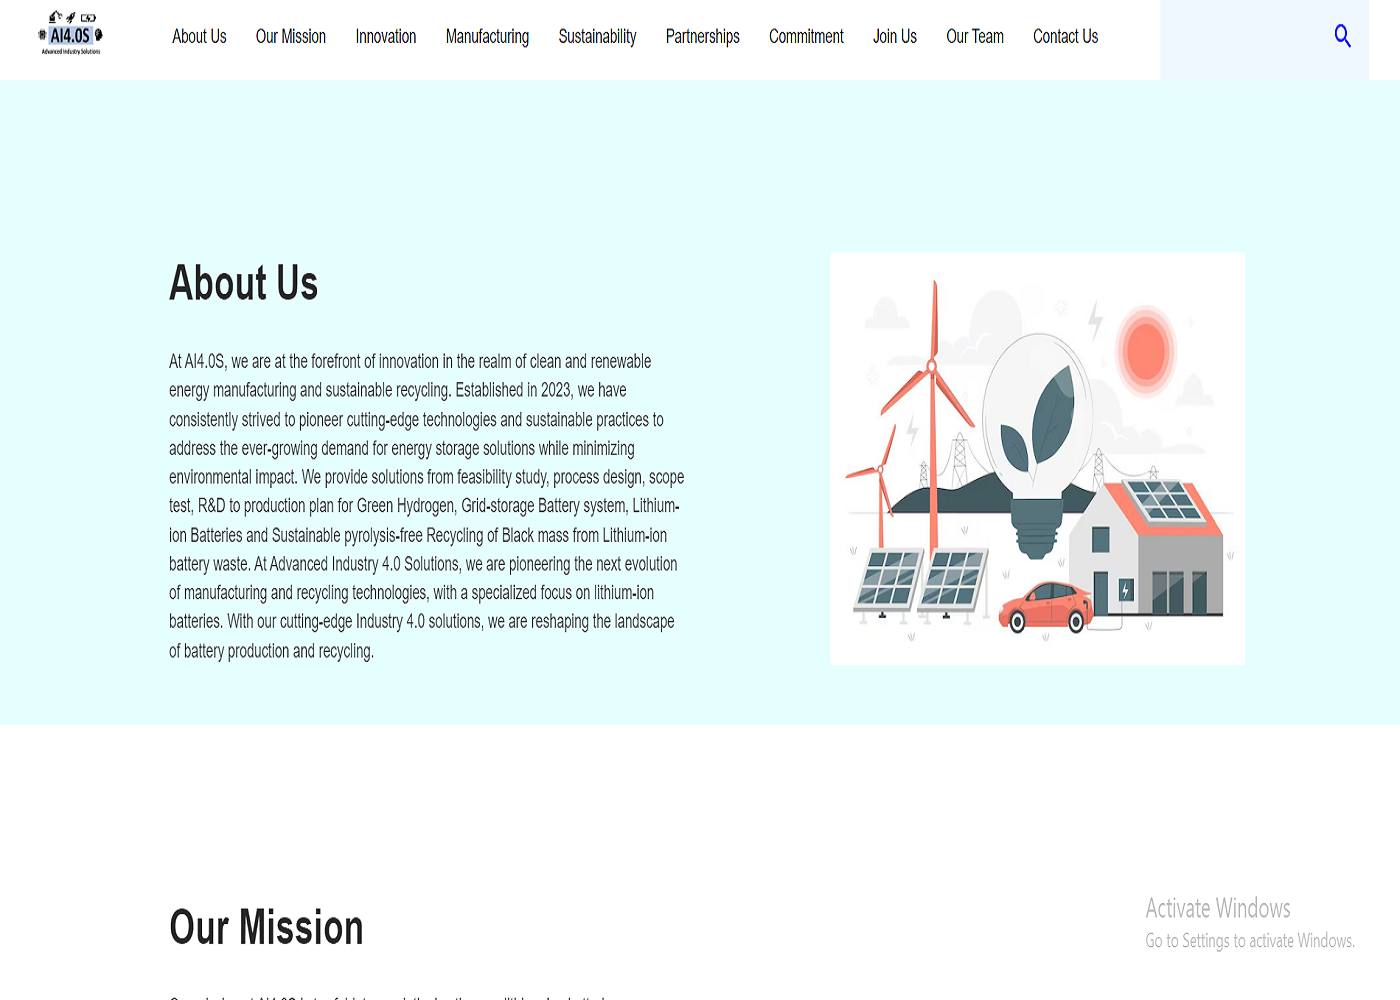 AI4.0S
Advanced Industry Solutions
About Us Our Mission Innovation Manufacturing Sustainability Partnerships Commitment Join Us Our Team Contact Us
About Us
At AI4.0S, we are at the forefront of innovation in the realm of clean and renewable
energy manufacturing and sustainable recycling. Established in 2023, we have
consistently strived to pioneer cutting-edge technologies and sustainable practices to
address the ever-growing demand for energy storage solutions while minimizing
environmental impact. We provide solutions from feasibility study, process design, scope
test, R&D to production plan for Green Hydrogen, Grid-storage Battery system, Lithium-
ion Batteries and Sustainable pyrolysis-free Recycling of Black mass from Lithium-ion
battery waste. At Advanced Industry 4.0 Solutions, we are pioneering the next evolution
of manufacturing and recycling technologies, with a specialized focus on lithium-ion
batteries. With our cutting-edge Industry 4.0 solutions, we are reshaping the landscape
of battery production and recycling.
Our Mission
Activate Windows
Go to Settings to activate Windows.